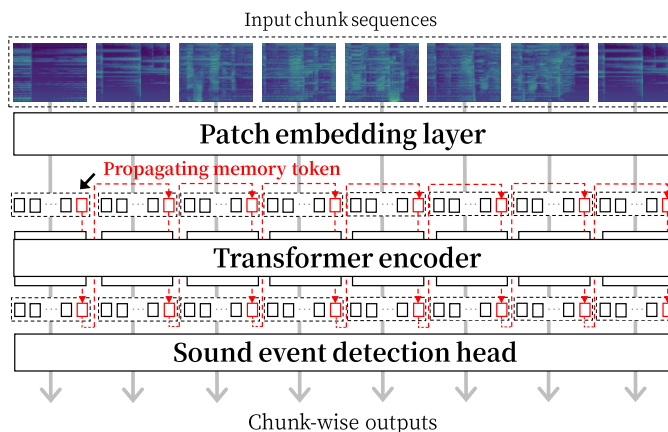 Input chunk sequences
Patch embedding layer
Propagating memory token
Transformer encoder
Sound event detection head
Chunk-wise outputs